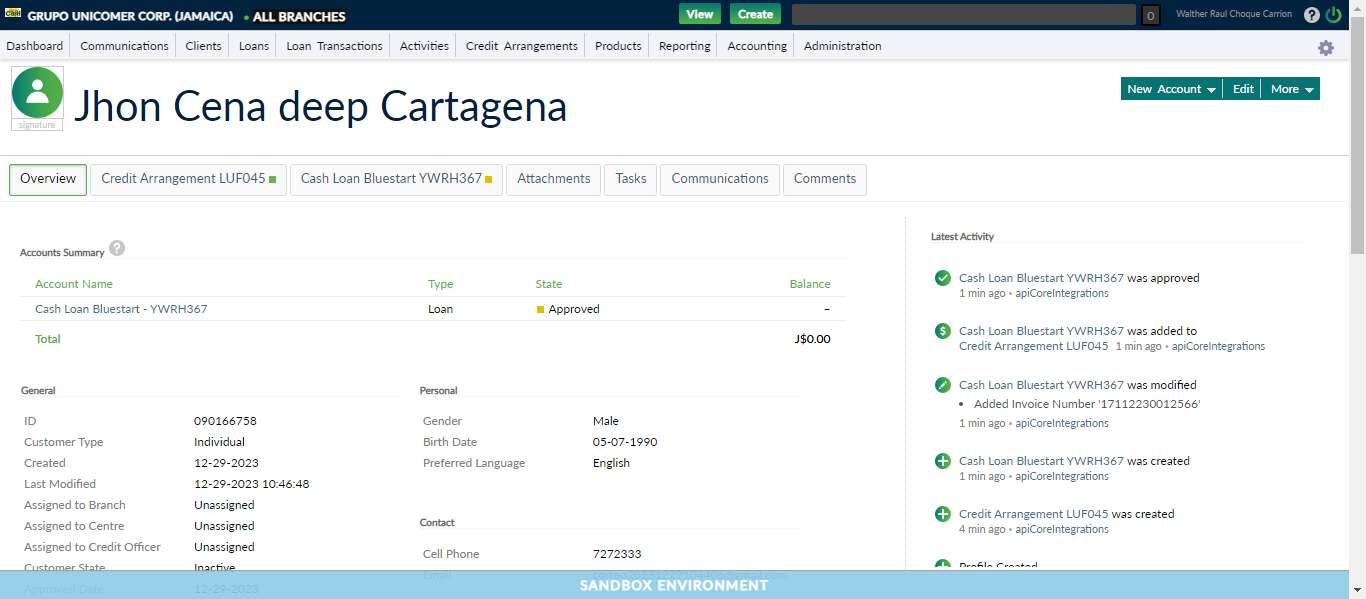 GRUPO UNICOMER CORP. (JAMAICA) • ALL BRANCHES View Create 0 Walther Raul Choque Carrion ?
Dashboard Communications Clients Loans Loan Transactions Activities Credit Arrangements Products Reporting Accounting Administration
signature
Jhon Cena deep Cartagena
New Account Edit More
Overview Credit Arrangement LUF045 Cash Loan Bluestart YWRH367 Attachments Tasks Communications Comments
Accounts Summary ?
Account Name Type State Balance
Cash Loan Bluestart - YWRH367 Loan Approved –
Total J$0.00
General
ID 090166758
Customer Type Individual
Created 12-29-2023
Last Modified 12-29-2023 10:46:48
Assigned to Branch Unassigned
Assigned to Centre Unassigned
Assigned to Credit Officer Unassigned
Customer State Inactive
Approved Date 12-29-2023
Personal
Gender Male
Birth Date 05-07-1990
Preferred Language English
Contact
Cell Phone 7272333
Email
Latest Activity
Cash Loan Bluestart YWRH367 was approved
1 min ago • apiCoreIntegrations
Cash Loan Bluestart YWRH367 was added to
Credit Arrangement LUF045 1 min ago • apiCoreIntegrations
Cash Loan Bluestart YWRH367 was modified
• Added Invoice Number '17112230012566'
1 min ago • apiCoreIntegrations
Cash Loan Bluestart YWRH367 was created
1 min ago • apiCoreIntegrations
Credit Arrangement LUF045 was created
4 min ago • apiCoreIntegrations
Profile Created
SANDBOX ENVIRONMENT